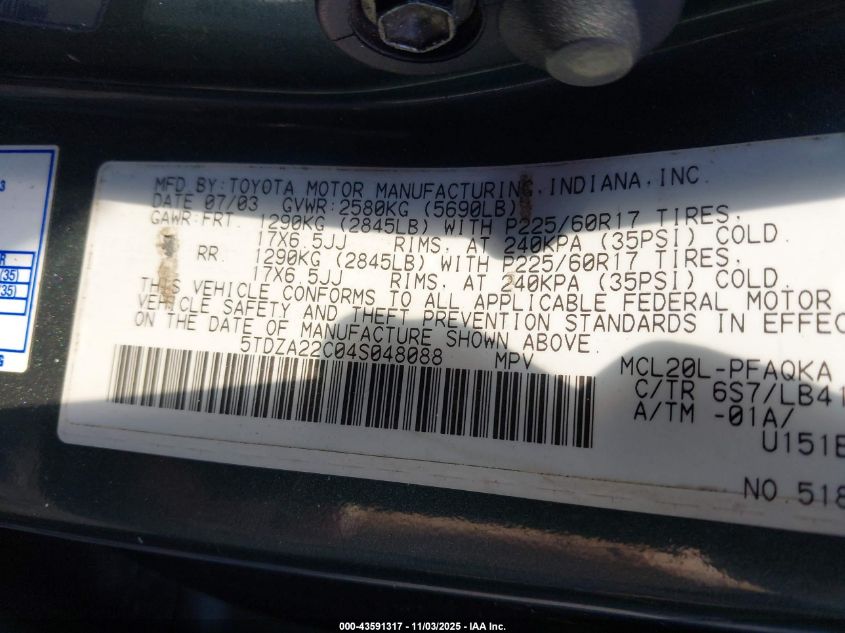 MFD BY: TOYOTA MOTOR MANUFACTURING, INDIANA, INC.
DATE 07/03 GVWR: 2580KG (5690LB)
GAWR: FRT 1290KG (2845LB) WITH P225/60R17 TIRES,
17X6.5JJ RIMS, AT 240KPA (35PSI) COLD.
RR 1290KG (2845LB) WITH P225/60R17 TIRES,
17X6.5JJ RIMS, AT 240KPA (35PSI) COLD.
THIS VEHICLE CONFORMS TO ALL APPLICABLE FEDERAL MOTOR
VEHICLE SAFETY AND THEFT PREVENTION STANDARDS IN EFFEC
ON THE DATE OF MANUFACTURE SHOWN ABOVE.
5TDZA22C04S048088 MPV
MCL20L-PFAQKA
C/TR 6S7/LB41
A/TM -01A/
U151E
NO. 518
3
R
(35)
(35)
G
000-43591317 - 11/03/2025 - IAA Inc.